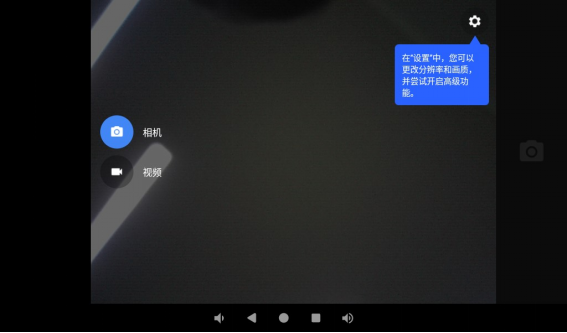 在"设置"中，您可以
更改分辨率和画质，
并尝试开启高级功
能。
相机
视频